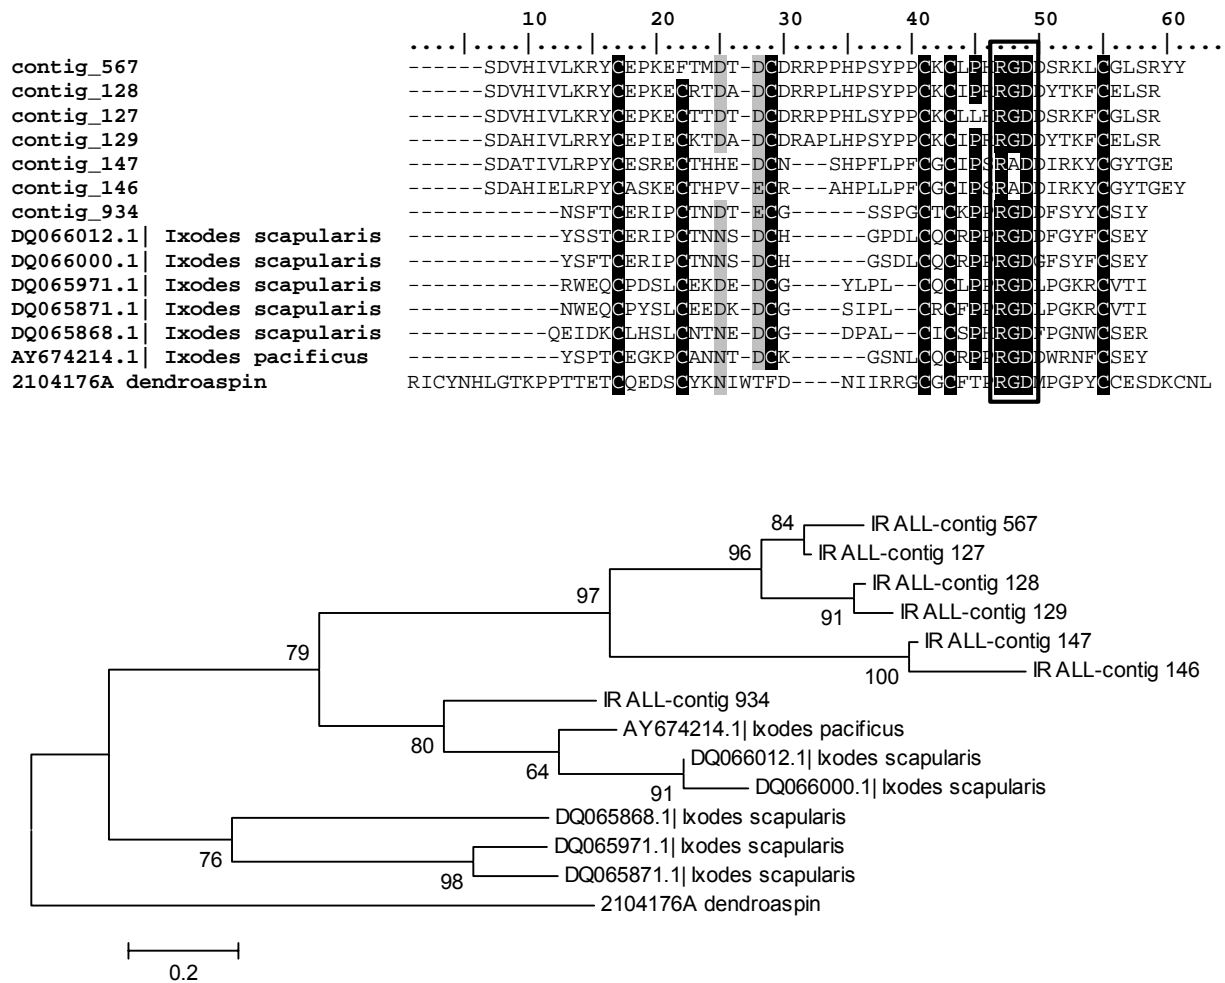 10 20 30 40 50 60
....|....|....|....|....|....|....|....|....|....|....|....|...
contig_567 ------SDVHIVLKRYCEPKEFTMDT-DCDRRPPHPSYPPCKCLPHRGDDSRKLCGLSRYY
contig_128 ------SDVHIVLKRYCEPKECRTDA-DCDRRPLHPSYPPCKCIPRRGDDYTKFCELSR
contig_127 ------SDVHIVLKRYCEPKECTTDT-DCDRRPPHLSYPPCKCLLHRGDDSRKFCGLSR
contig_129 ------SDAHIVLRRYCEPIECKTDA-DCDRAPLHPSYPPCKCIPRRGDDYTKFCELSR
contig_147 ------SDATIVLRPYCESRECTHHE-DCN---SHPFLPFCGCIPSRADDIRKYCGYTGE
contig_146 ------SDAHIELRPYCASKECTHPV-ECR---AHPLLPFCGCIPSRADDIRKYCGYTGEY
contig_934 ------------NSFTCERIPCTNDT-ECG------SSPGCTCKPPRGDDFSYYCSIY
DQ066012.1| Ixodes scapularis ------------YSSTCERIPCTNNS-DCH------GPDLCQCRPPRGDDFGYFCSEY
DQ066000.1| Ixodes scapularis ------------YSFTCERIPCTNNS-DCH------GSDLCQCRPPRGDGFSYFCSEY
DQ065971.1| Ixodes scapularis ------------RWEQCPDSLCEKDE-DCG----YLPL--CQCLPPRGDLPGKRCVTI
DQ065871.1| Ixodes scapularis ------------NWEQCPYSLCEEDK-DCG----SIPL--CRCFPPRGDLPGKRCVTI
DQ065868.1| Ixodes scapularis -----------QEIDKCLHSLCNTNE-DCG----DPAL--CICSPHRGDFPGNWCSER
AY674214.1| Ixodes pacificus ------------YSPTCEGKPCANNT-DCK------GSNLCQCRPPRGDDWRNFCSEY
2104176A dendroaspin RICYNHLGTKPPTTETCQEDSCYKNIWTFD----NIIRRGCGCFTPRGDMPGPYCCESDKCNL
84 IR ALL-contig 567
96 IR ALL-contig 127
97 IR ALL-contig 128
91 IR ALL-contig 129
79 IR ALL-contig 147
100 IR ALL-contig 146
IR ALL-contig 934
80 AY674214.1| Ixodes pacificus
64 DQ066012.1| Ixodes scapularis
91 DQ066000.1| Ixodes scapularis
DQ065868.1| Ixodes scapularis
76 DQ065971.1| Ixodes scapularis
98 DQ065871.1| Ixodes scapularis
2104176A dendroaspin
0.2